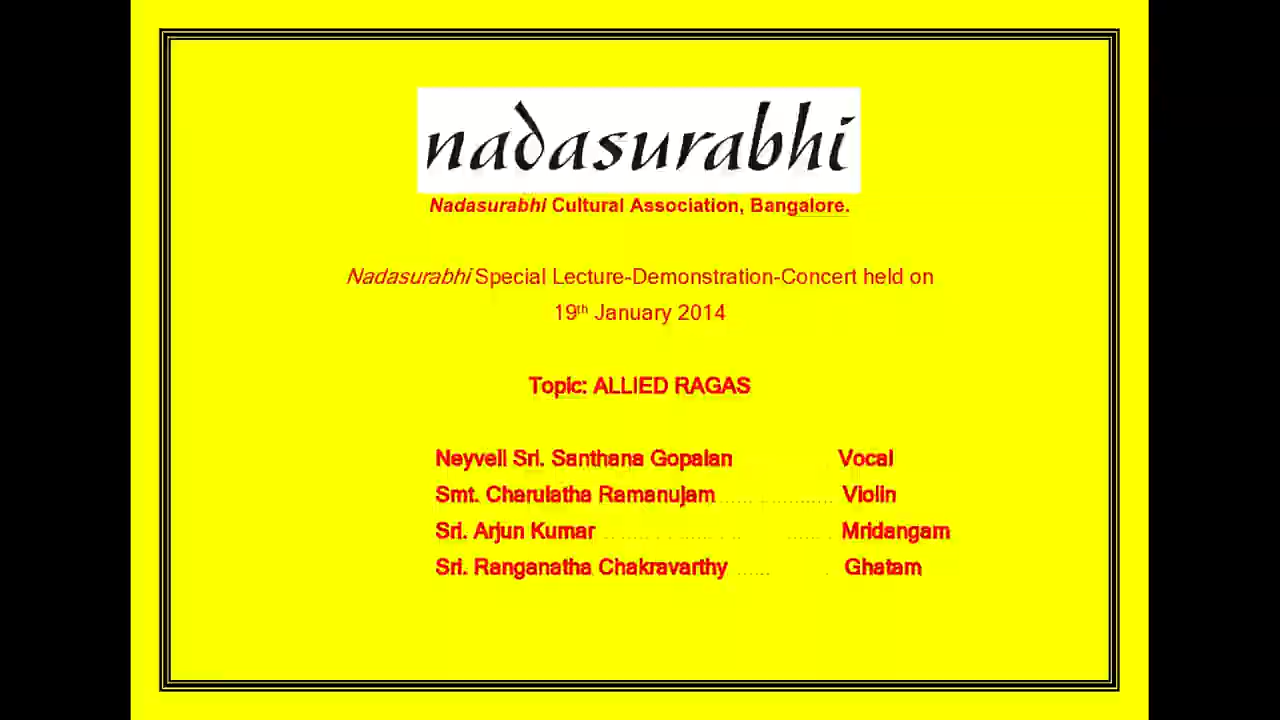 nadasurabhi
Nadasurabhi Cultural Association, Bangalore.
Nadasurabhi Special Lecture-Demonstration-Concert held on
19th January 2014
Topic: ALLIED RAGAS
Neyveli Sri. Santhana Gopalan Vocal
Smt. Charulatha Ramanujam Violin
Sri. Arjun Kumar Mridangam
Sri. Ranganatha Chakravarthy Ghatam